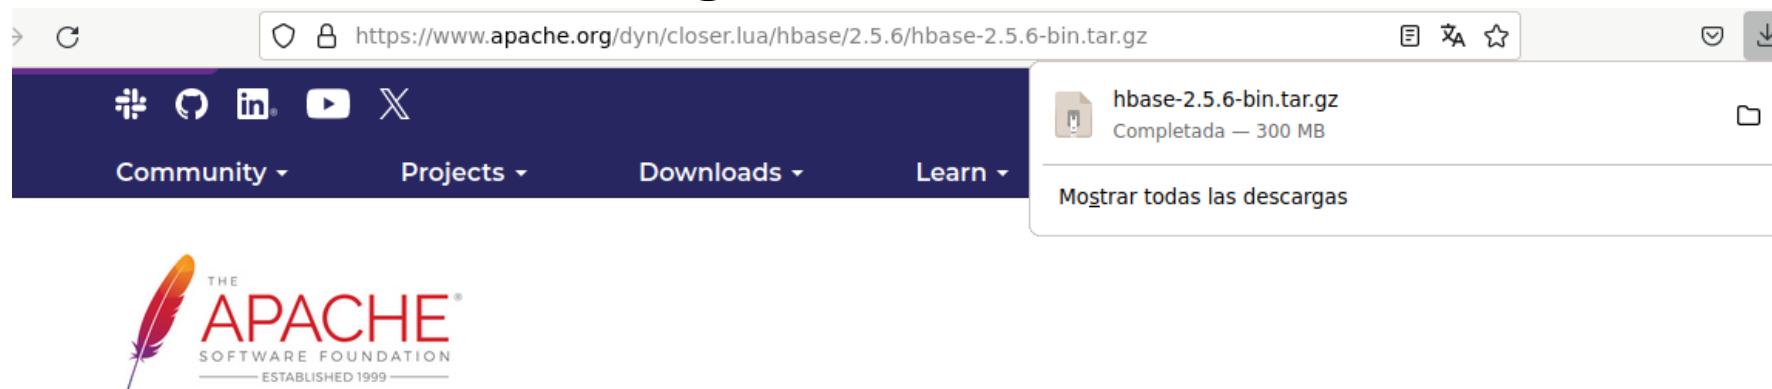 https://www.apache.org/dyn/closer.lua/hbase/2.5.6/hbase-2.5.6-bin.tar.gz
hbase-2.5.6-bin.tar.gz
Completada — 300 MB
Mostrar todas las descargas
Community
Projects
Downloads
Learn
THE
APACHE®
SOFTWARE FOUNDATION
ESTABLISHED 1999